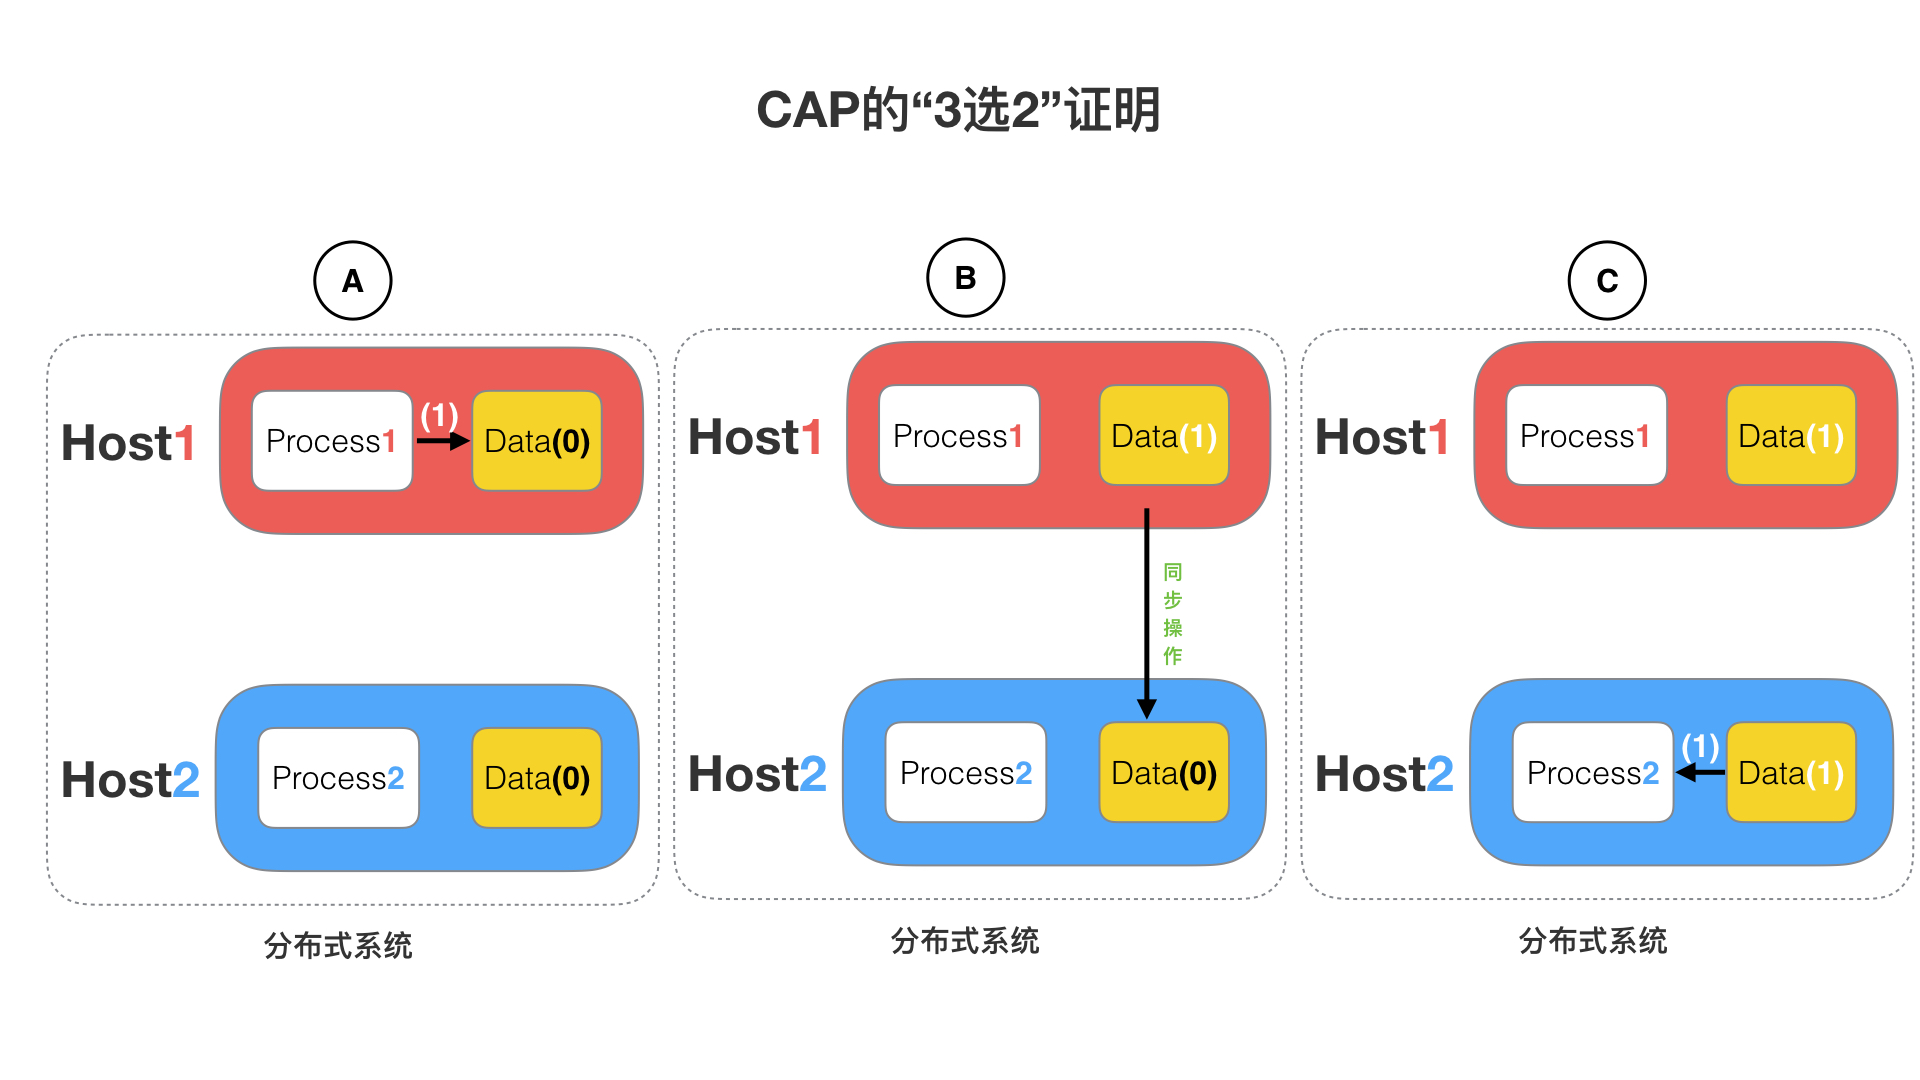 CAP的“3选2”证明
A
Host1
Process1
(1)
Data(0)
Host2
Process2
Data(0)
分布式系统
B
Host1
Process1
Data(1)
同
步
操
作
Host2
Process2
Data(0)
分布式系统
C
Host1
Process1
Data(1)
Host2
Process2
(1)
Data(1)
分布式系统